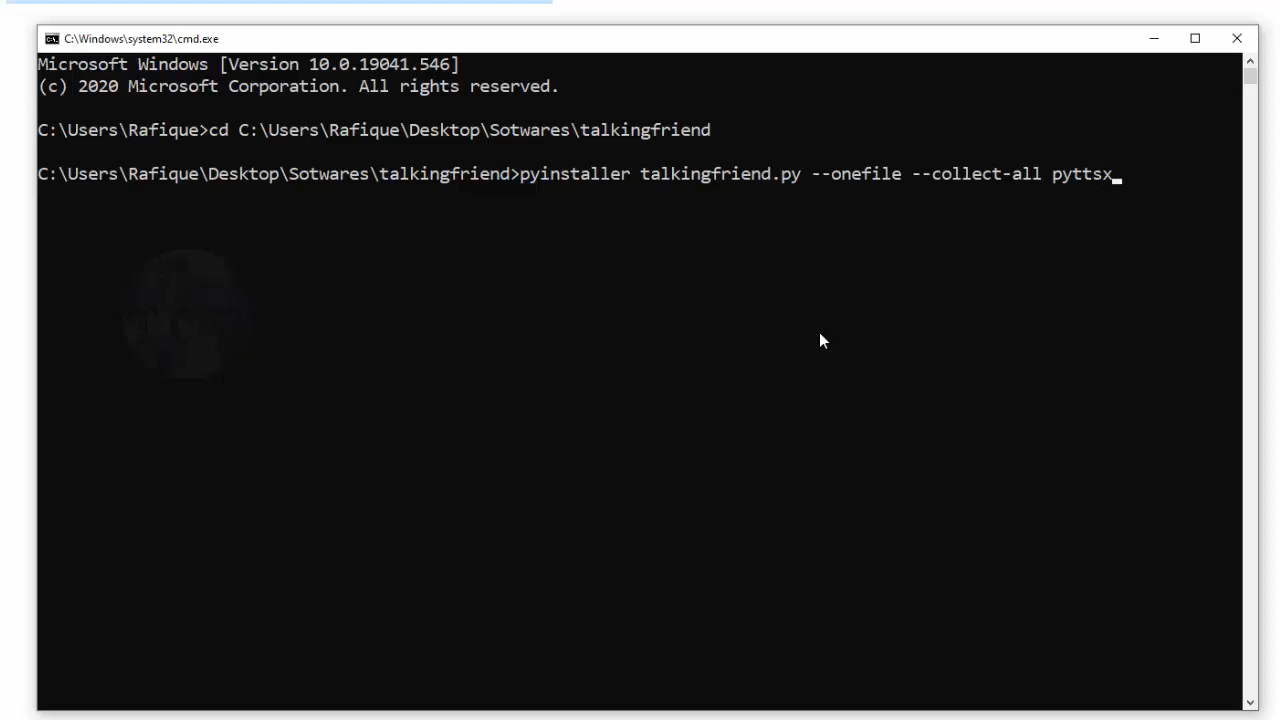 C:\Windows\system32\cmd.exe
Microsoft Windows [Version 10.0.19041.546]
(c) 2020 Microsoft Corporation. All rights reserved.
C:\Users\Rafique>cd C:\Users\Rafique\Desktop\Sotwares\talkingfriend
C:\Users\Rafique\Desktop\Sotwares\talkingfriend>pyinstaller talkingfriend.py --onefile --collect-all pyttsx